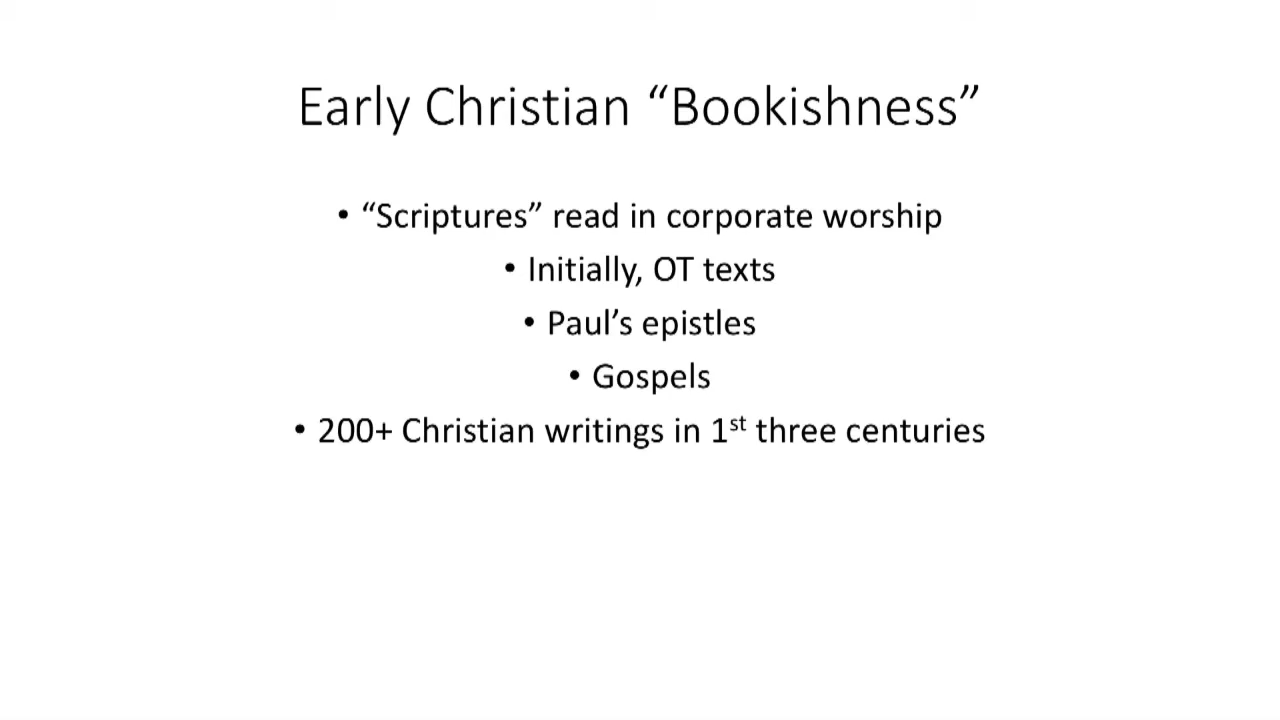 Early Christian “Bookishness”
• “Scriptures” read in corporate worship
• Initially, OT texts
• Paul’s epistles
• Gospels
• 200+ Christian writings in 1st three centuries